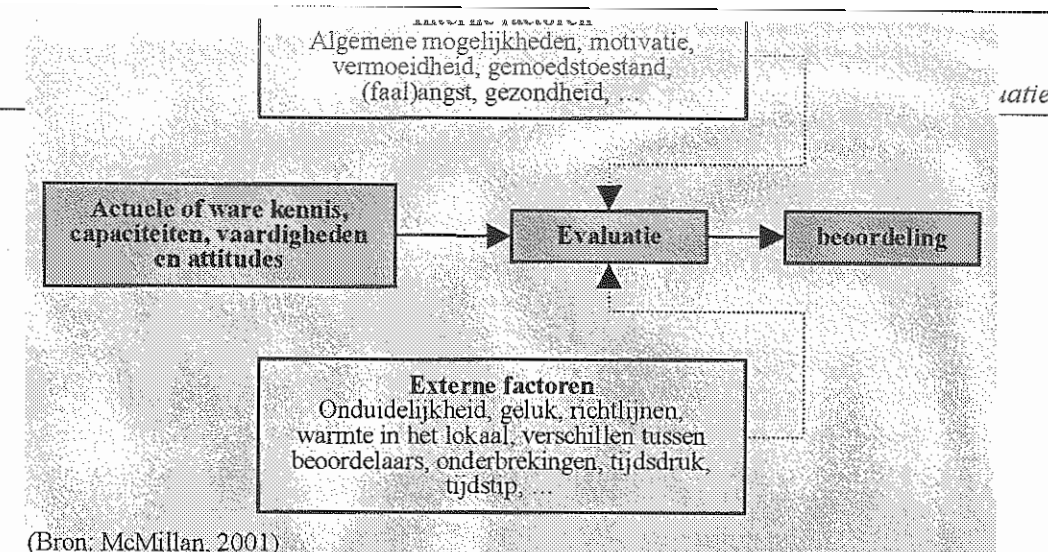 Algemene mogelijkheden, motivatie,
vermoeidheid, gemoedstoestand,
(faal)angst, gezondheid, ...
Actuele of ware kennis,
capaciteiten, vaardigheden
en attitudes
Evaluatie
beoordeling
Externe factoren
Onduidelijkheid, geluk, richtlijnen,
warmte in het lokaal, verschillen tussen
beoordelaars, onderbrekingen, tijdsdruk,
tijdstip, ...
(Bron: McMillan, 2001)